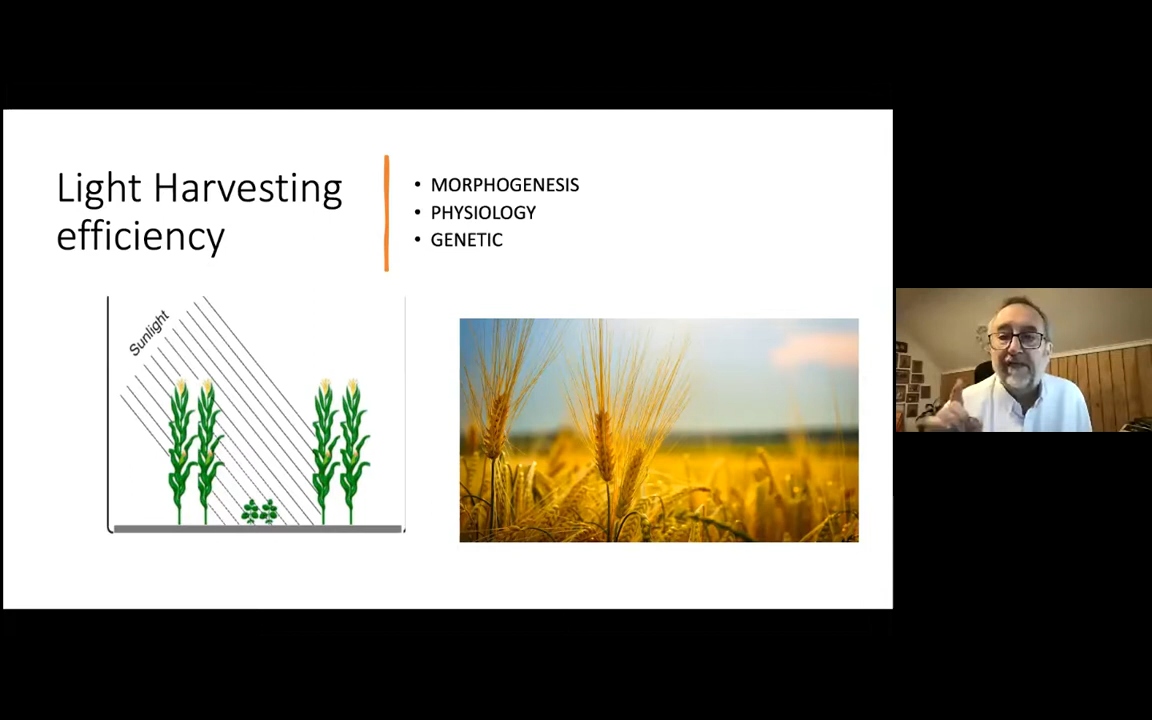 Light Harvesting
efficiency
• MORPHOGENESIS
• PHYSIOLOGY
• GENETIC
Sunlight